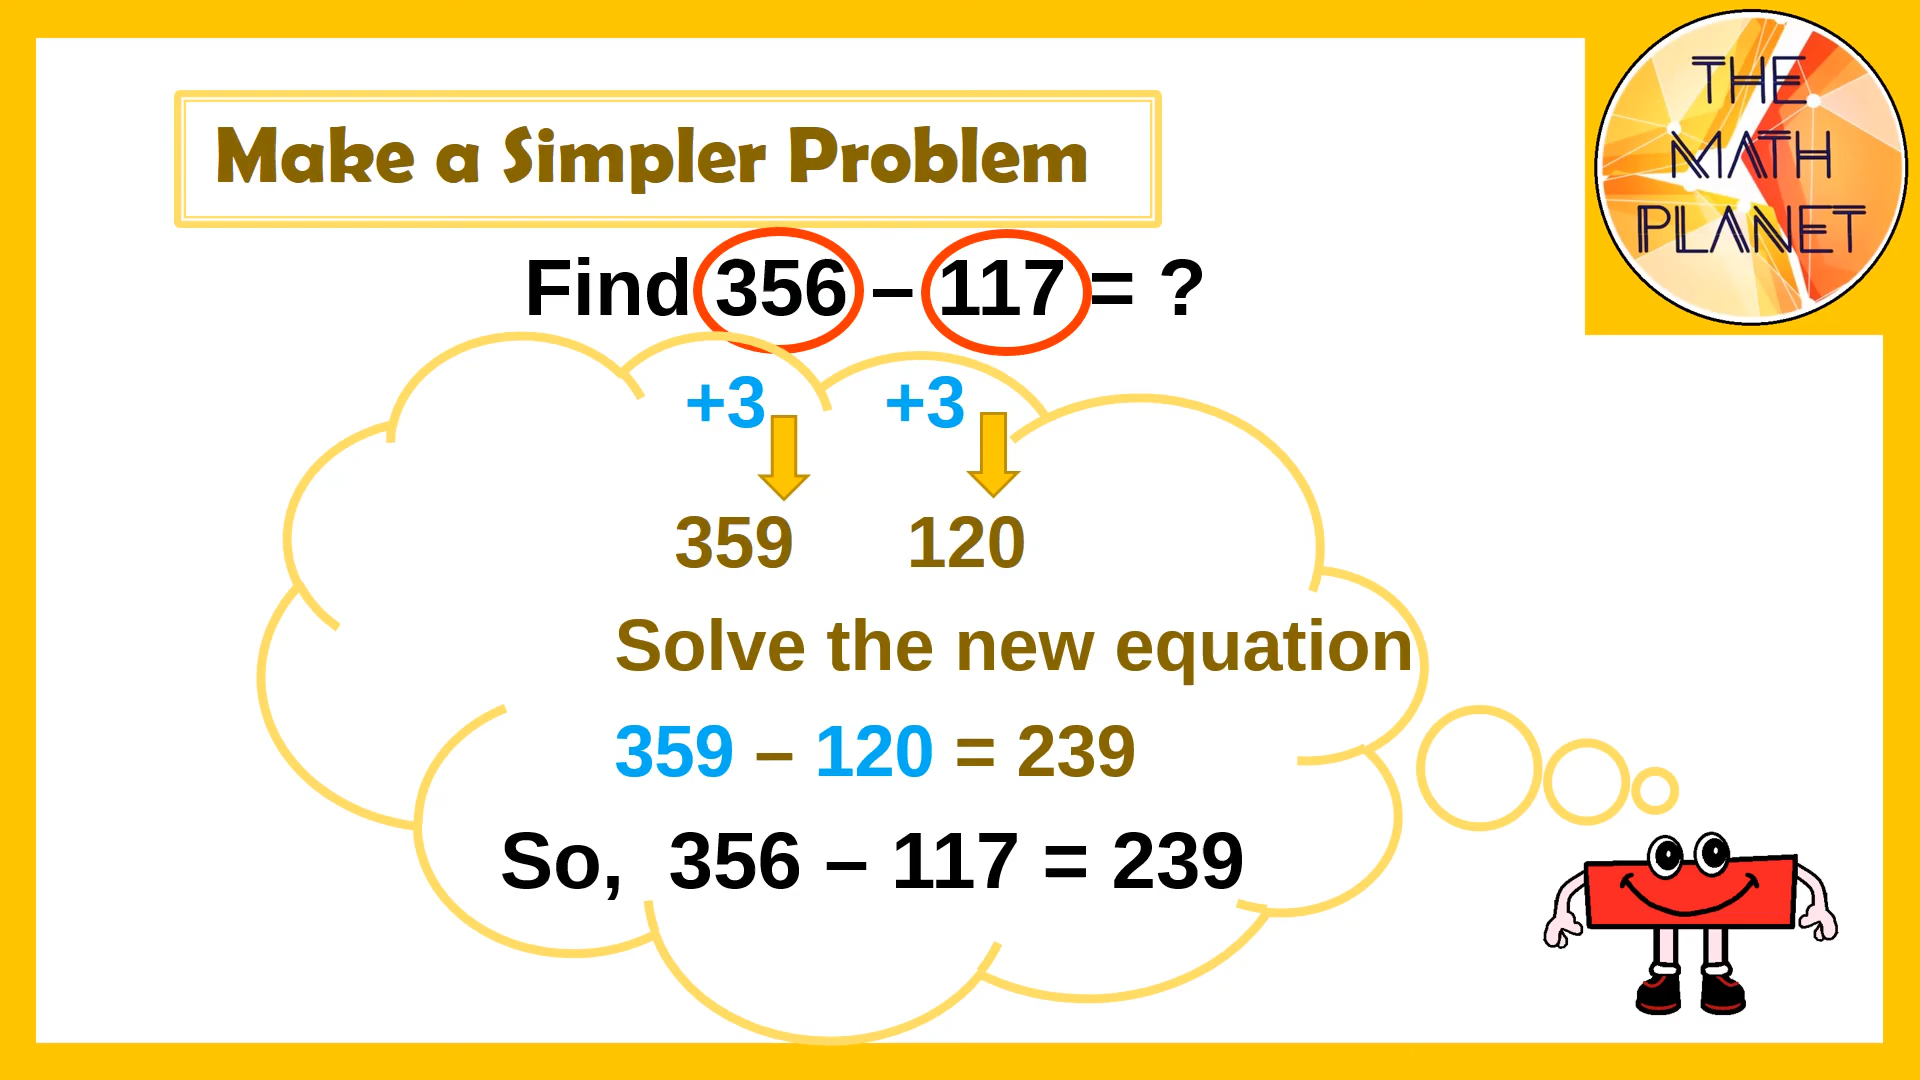 THE
MATH
PLANET
Make a Simpler Problem
Find 356 – 117 = ?
+3 +3
359 120
Solve the new equation
359 – 120 = 239
So, 356 – 117 = 239